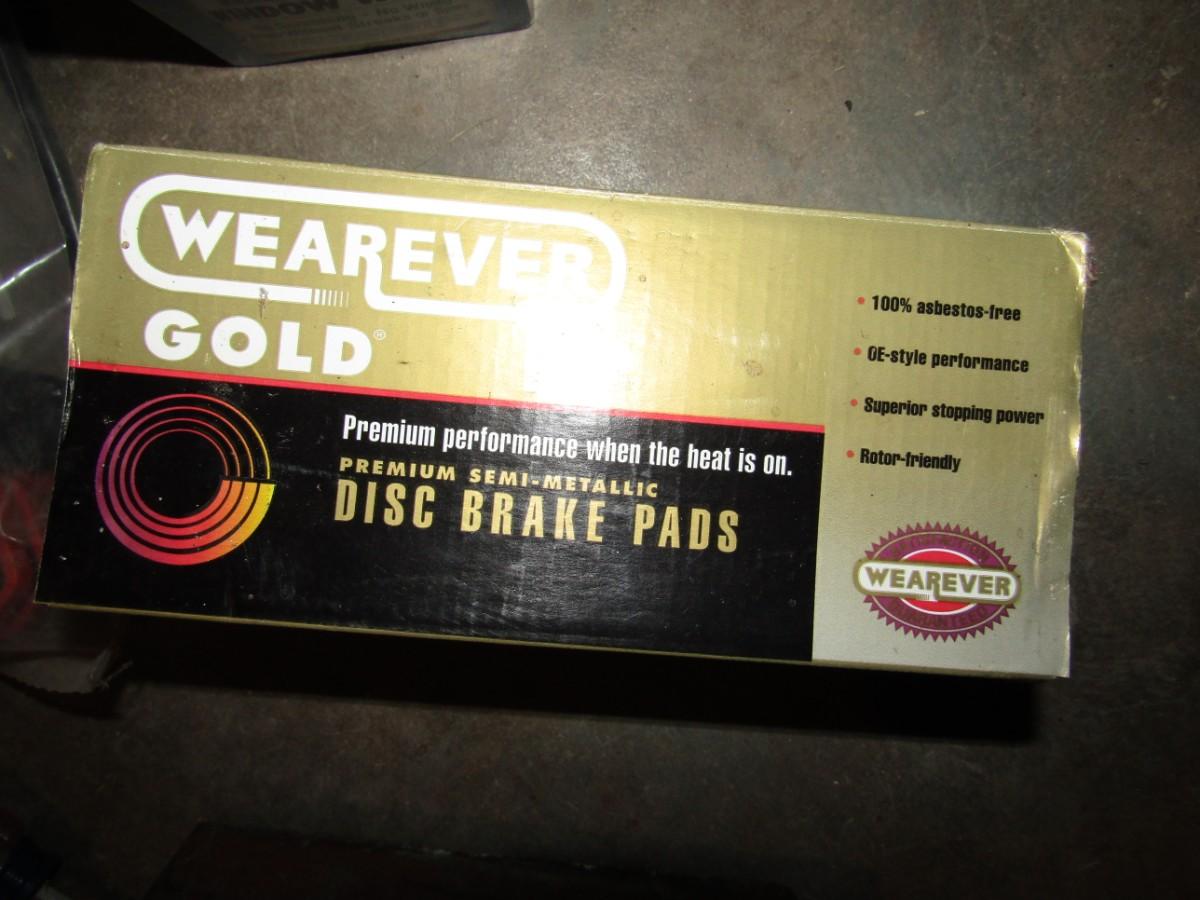 WEAREVER
GOLD®
Premium performance when the heat is on.
PREMIUM SEMI-METALLIC
DISC BRAKE PADS
• 100% asbestos-free
• OE-style performance
• Superior stopping power
• Rotor-friendly
WEAREVER
GUARANTEED